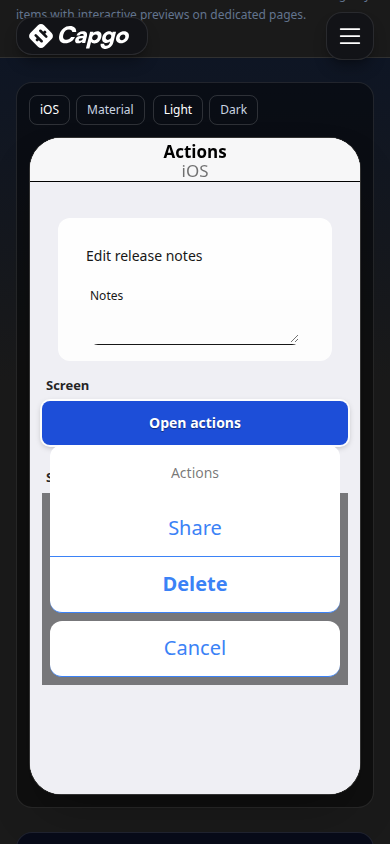 items with interactive previews on dedicated pages.
Capgo
iOS
Material
Light
Dark
Actions
iOS
Edit release notes
Notes
Screen
Open actions
Actions
Share
Delete
Cancel